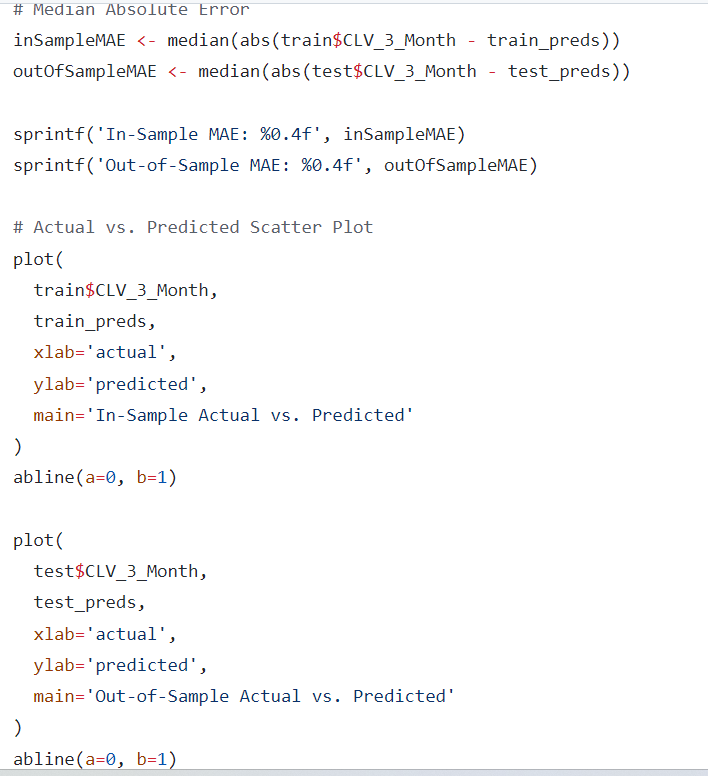 # Median Absolute Error
inSampleMAE <- median(abs(train$CLV_3_Month - train_preds))
outOfSampleMAE <- median(abs(test$CLV_3_Month - test_preds))
sprintf('In-Sample MAE: %0.4f', inSampleMAE)
sprintf('Out-of-Sample MAE: %0.4f', outOfSampleMAE)
# Actual vs. Predicted Scatter Plot
plot(
  train$CLV_3_Month,
  train_preds,
  xlab='actual',
  ylab='predicted',
  main='In-Sample Actual vs. Predicted'
)
abline(a=0, b=1)
plot(
  test$CLV_3_Month,
  test_preds,
  xlab='actual',
  ylab='predicted',
  main='Out-of-Sample Actual vs. Predicted'
)
abline(a=0, b=1)